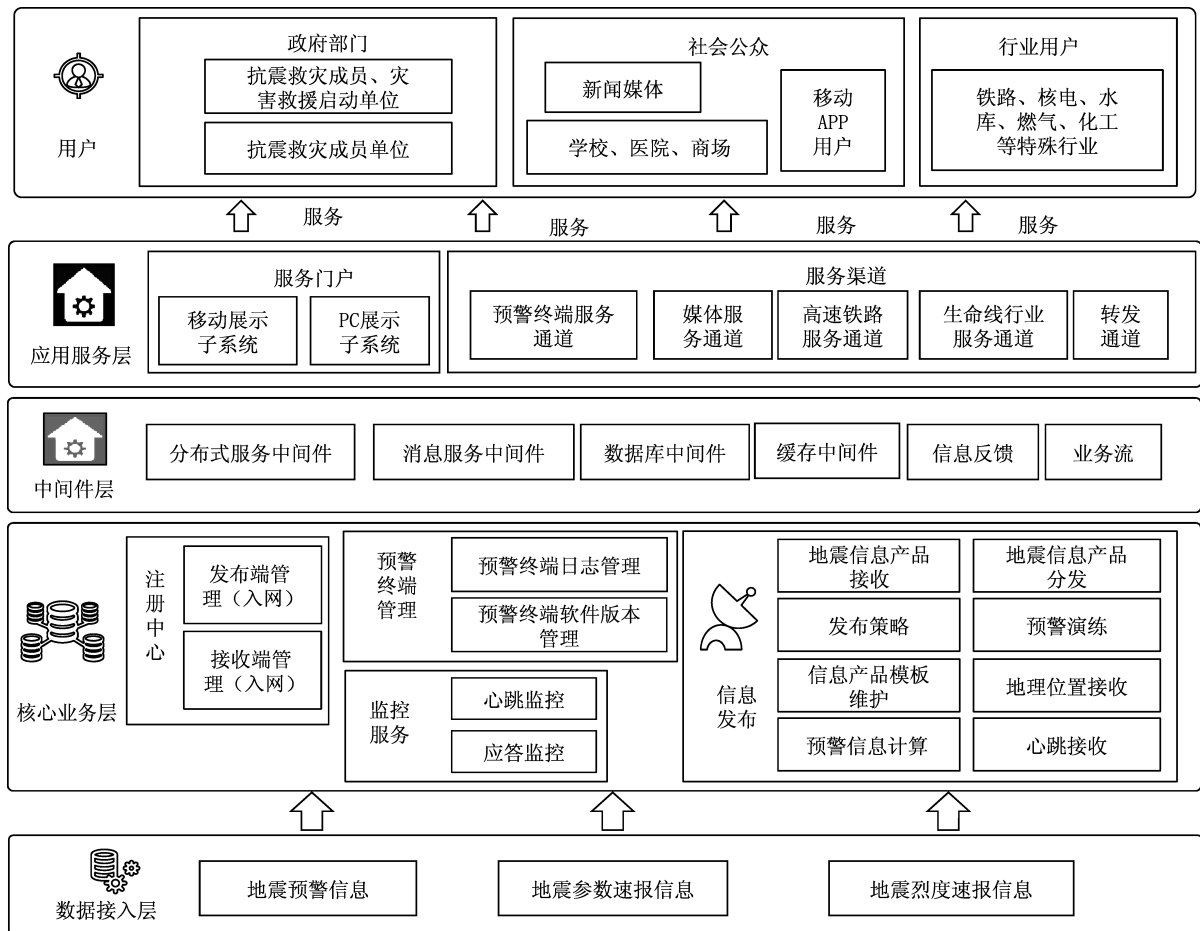 政府部门
抗震救灾成员、灾
害救援启动单位
抗震救灾成员单位
社会公众
新闻媒体
学校、医院、商场
移动
APP
用户
行业用户
铁路、核电、水
库、燃气、化工
等特殊行业
用户
服务
服务
服务
服务
服务门户
移动展示
子系统
PC展示
子系统
服务渠道
预警终端服务
通道
媒体服
务通道
高速铁路
服务通道
生命线行业
服务通道
转发
通道
应用服务层
分布式服务中间件
消息服务中间件
数据库中间件
缓存中间件
信息反馈
业务流
中间件层
注
册
中
心
发布端管
理（入网）
接收端管
理（入网）
预警
终端
管理
预警终端日志管理
预警终端软件版本
管理
监控
服务
心跳监控
应答监控
信息
发布
地震信息产品
接收
地震信息产品
分发
发布策略
预警演练
信息产品模板
维护
地理位置接收
预警信息计算
心跳接收
核心业务层
地震预警信息
地震参数速报信息
地震烈度速报信息
数据接入层